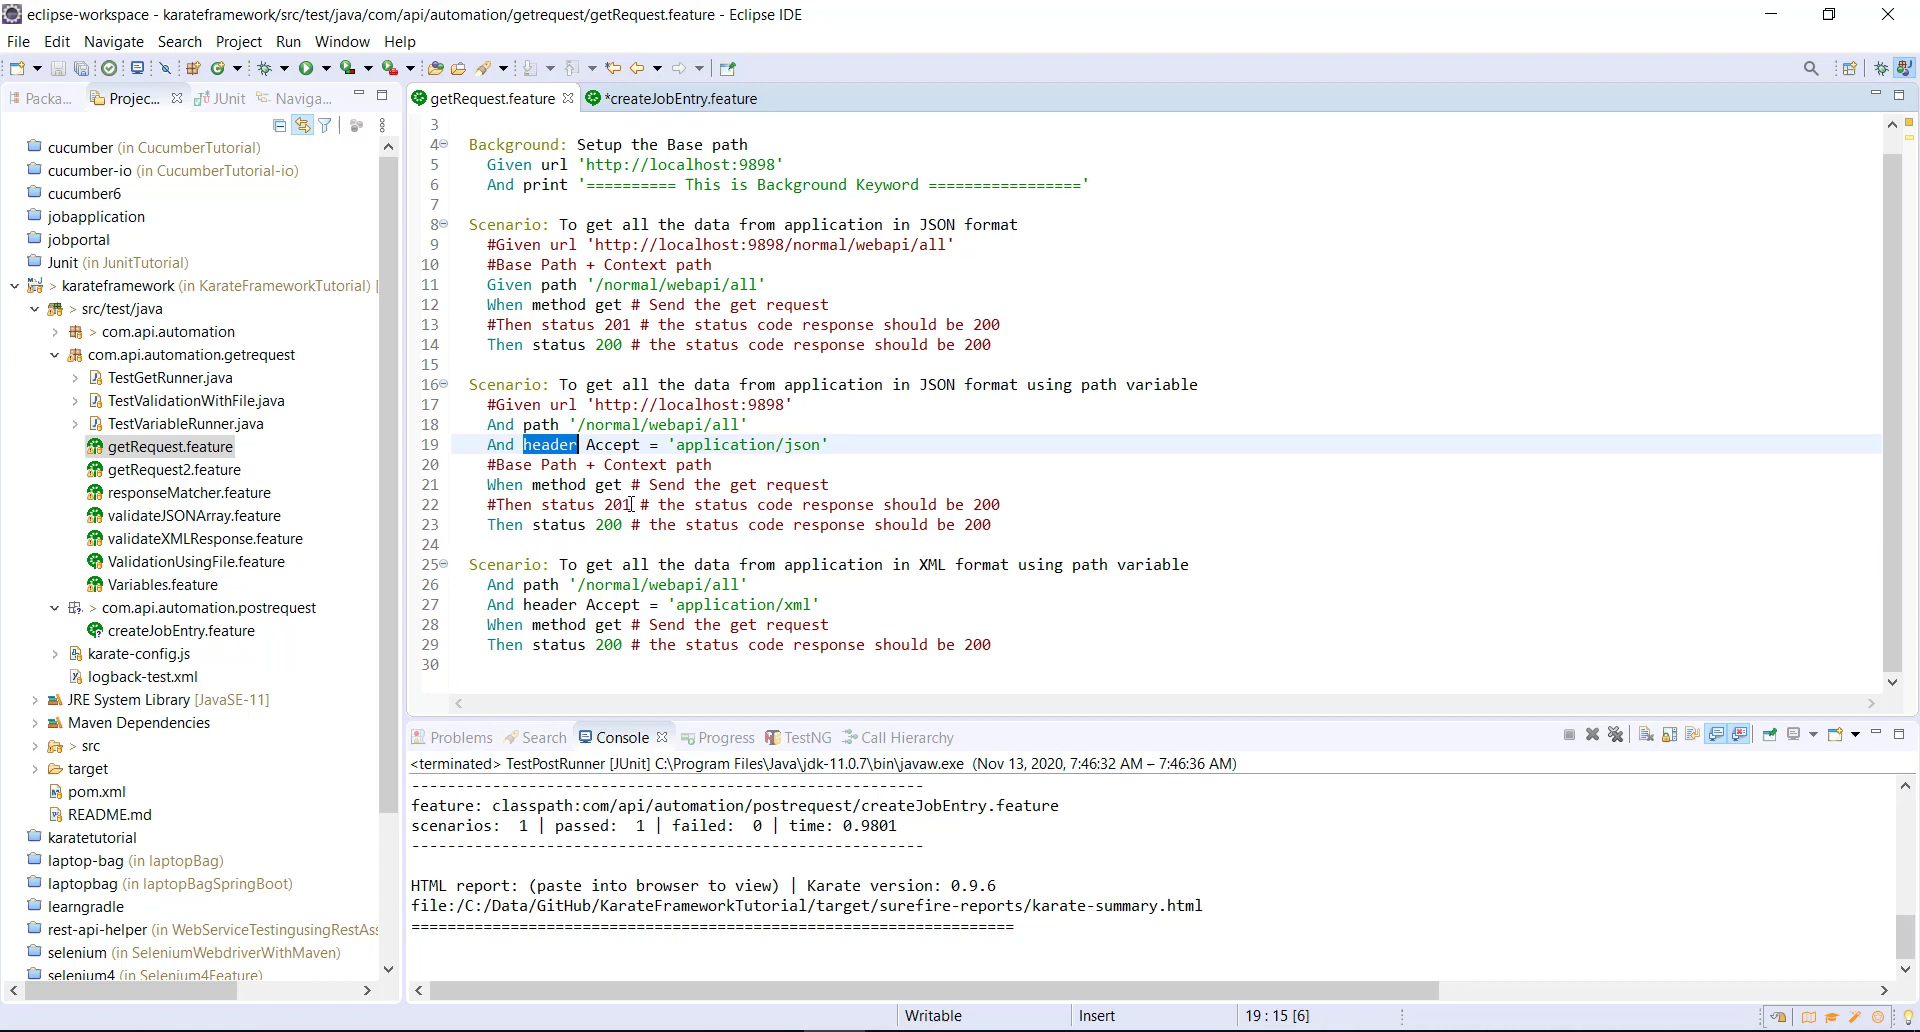 eclipse-workspace - karateframework/src/test/java/com/api/automation/getrequest/getRequest.feature - Eclipse IDE
File Edit Navigate Search Project Run Window Help
Packa... Projec... JUnit Naviga...
getRequest.feature *createJobEntry.feature
cucumber (in CucumberTutorial)
cucumber-io (in CucumberTutorial-io)
cucumber6
jobapplication
jobportal
Junit (in JunitTutorial)
> karateframework (in KarateFrameworkTutorial) [
> src/test/java
> com.api.automation
com.api.automation.getrequest
TestGetRunner.java
TestValidationWithFile.java
TestVariableRunner.java
getRequest.feature
getRequest2.feature
responseMatcher.feature
validateJSONArray.feature
validateXMLResponse.feature
ValidationUsingFile.feature
Variables.feature
> com.api.automation.postrequest
createJobEntry.feature
karate-config.js
logback-test.xml
JRE System Library [JavaSE-11]
Maven Dependencies
> src
target
pom.xml
README.md
karatetutorial
laptop-bag (in laptopBag)
laptopbag (in laptopBagSpringBoot)
learngradle
rest-api-helper (in WebServiceTestingusingRestAss
selenium (in SeleniumWebdriverWithMaven)
selenium4 (in Selenium4Feature)
3
4 Background: Setup the Base path
5 Given url 'http://localhost:9898'
6 And print '========== This is Background Keyword ================='
7
8 Scenario: To get all the data from application in JSON format
9 #Given url 'http://localhost:9898/normal/webapi/all'
10 #Base Path + Context path
11 Given path '/normal/webapi/all'
12 When method get # Send the get request
13 #Then status 201 # the status code response should be 200
14 Then status 200 # the status code response should be 200
15
16 Scenario: To get all the data from application in JSON format using path variable
17 #Given url 'http://localhost:9898'
18 And path '/normal/webapi/all'
19 And header Accept = 'application/json'
20 #Base Path + Context path
21 When method get # Send the get request
22 #Then status 201 # the status code response should be 200
23 Then status 200 # the status code response should be 200
24
25 Scenario: To get all the data from application in XML format using path variable
26 And path '/normal/webapi/all'
27 And header Accept = 'application/xml'
28 When method get # Send the get request
29 Then status 200 # the status code response should be 200
30
Problems Search Console Progress TestNG Call Hierarchy
<terminated> TestPostRunner [JUnit] C:\Program Files\Java\jdk-11.0.7\bin\javaw.exe (Nov 13, 2020, 7:46:32 AM – 7:46:36 AM)
---------------------------------------------------------
feature: classpath:com/api/automation/postrequest/createJobEntry.feature
scenarios: 1 | passed: 1 | failed: 0 | time: 0.9801
---------------------------------------------------------
HTML report: (paste into browser to view) | Karate version: 0.9.6
file:/C:/Data/GitHub/KarateFrameworkTutorial/target/surefire-reports/karate-summary.html
===================================================================
Writable Insert 19 : 15 [6]